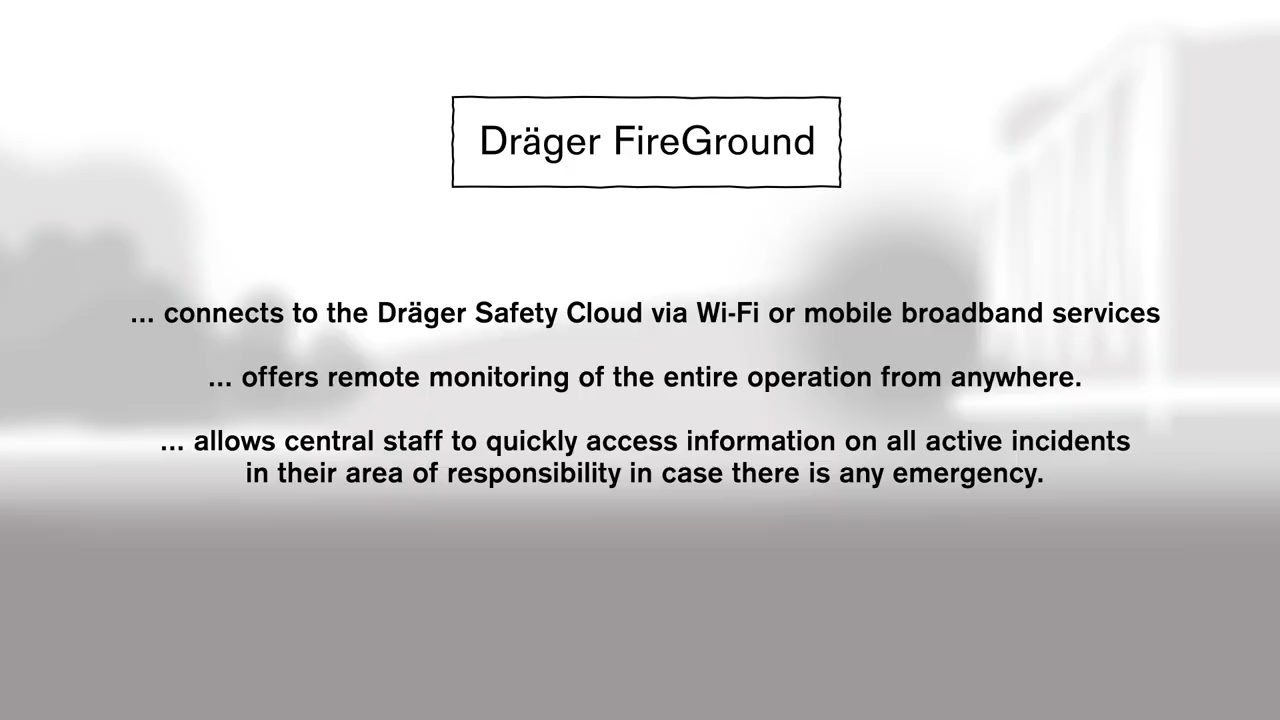 Dräger FireGround
... connects to the Dräger Safety Cloud via Wi-Fi or mobile broadband services
... offers remote monitoring of the entire operation from anywhere.
... allows central staff to quickly access information on all active incidents
in their area of responsibility in case there is any emergency.